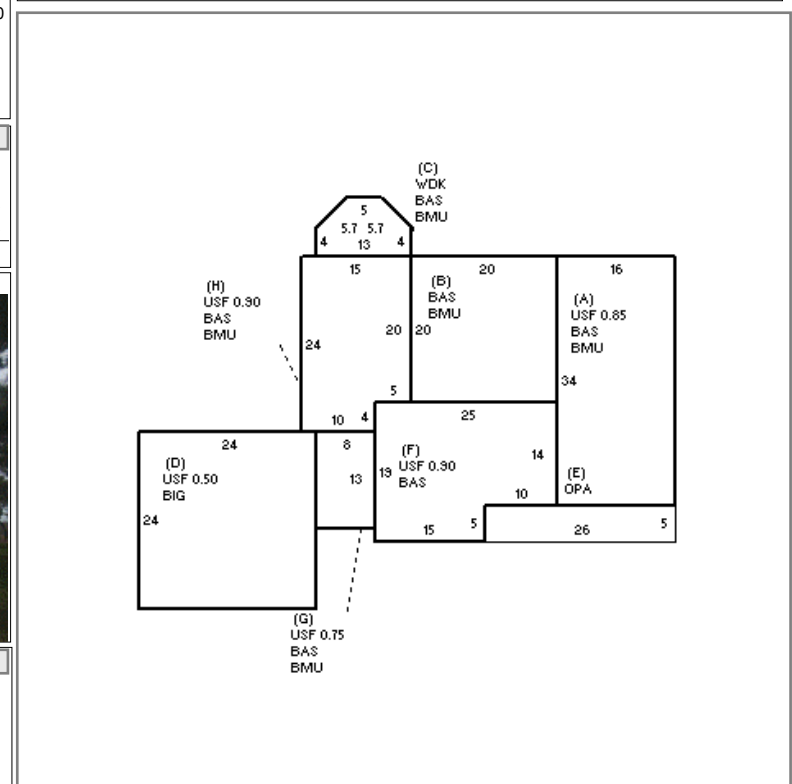 0
(C)
WDK
BAS
BMU
5
5.7 5.7
4 13 4
15
20
16
(H)
USF 0.90
BAS
BMU
(B)
BAS
BMU
(A)
USF 0.85
BAS
BMU
24
20
20
34
5
10
4
25
24
8
(D)
USF 0.50
BIG
(F)
USF 0.90
BAS
19
13
14
(E)
OPA
10
24
15
5
26
5
(G)
USF 0.75
BAS
BMU